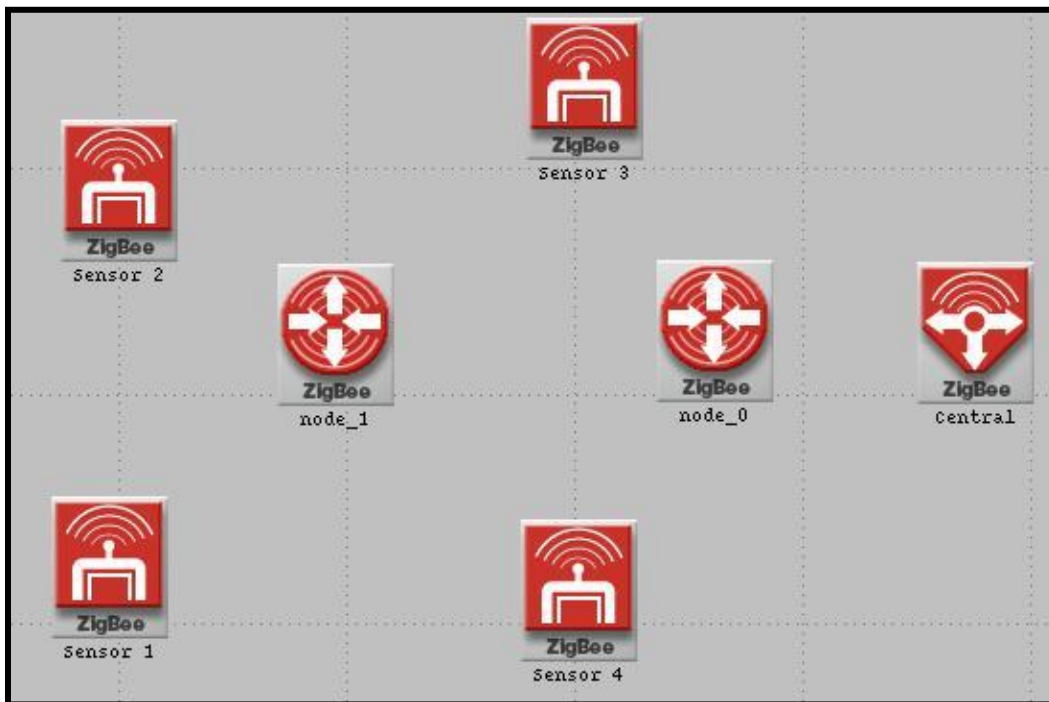 ZigBee
Sensor 3
ZigBee
Sensor 2
ZigBee
node_1
ZigBee
node_0
ZigBee
Central
ZigBee
Sensor 1
ZigBee
Sensor 4